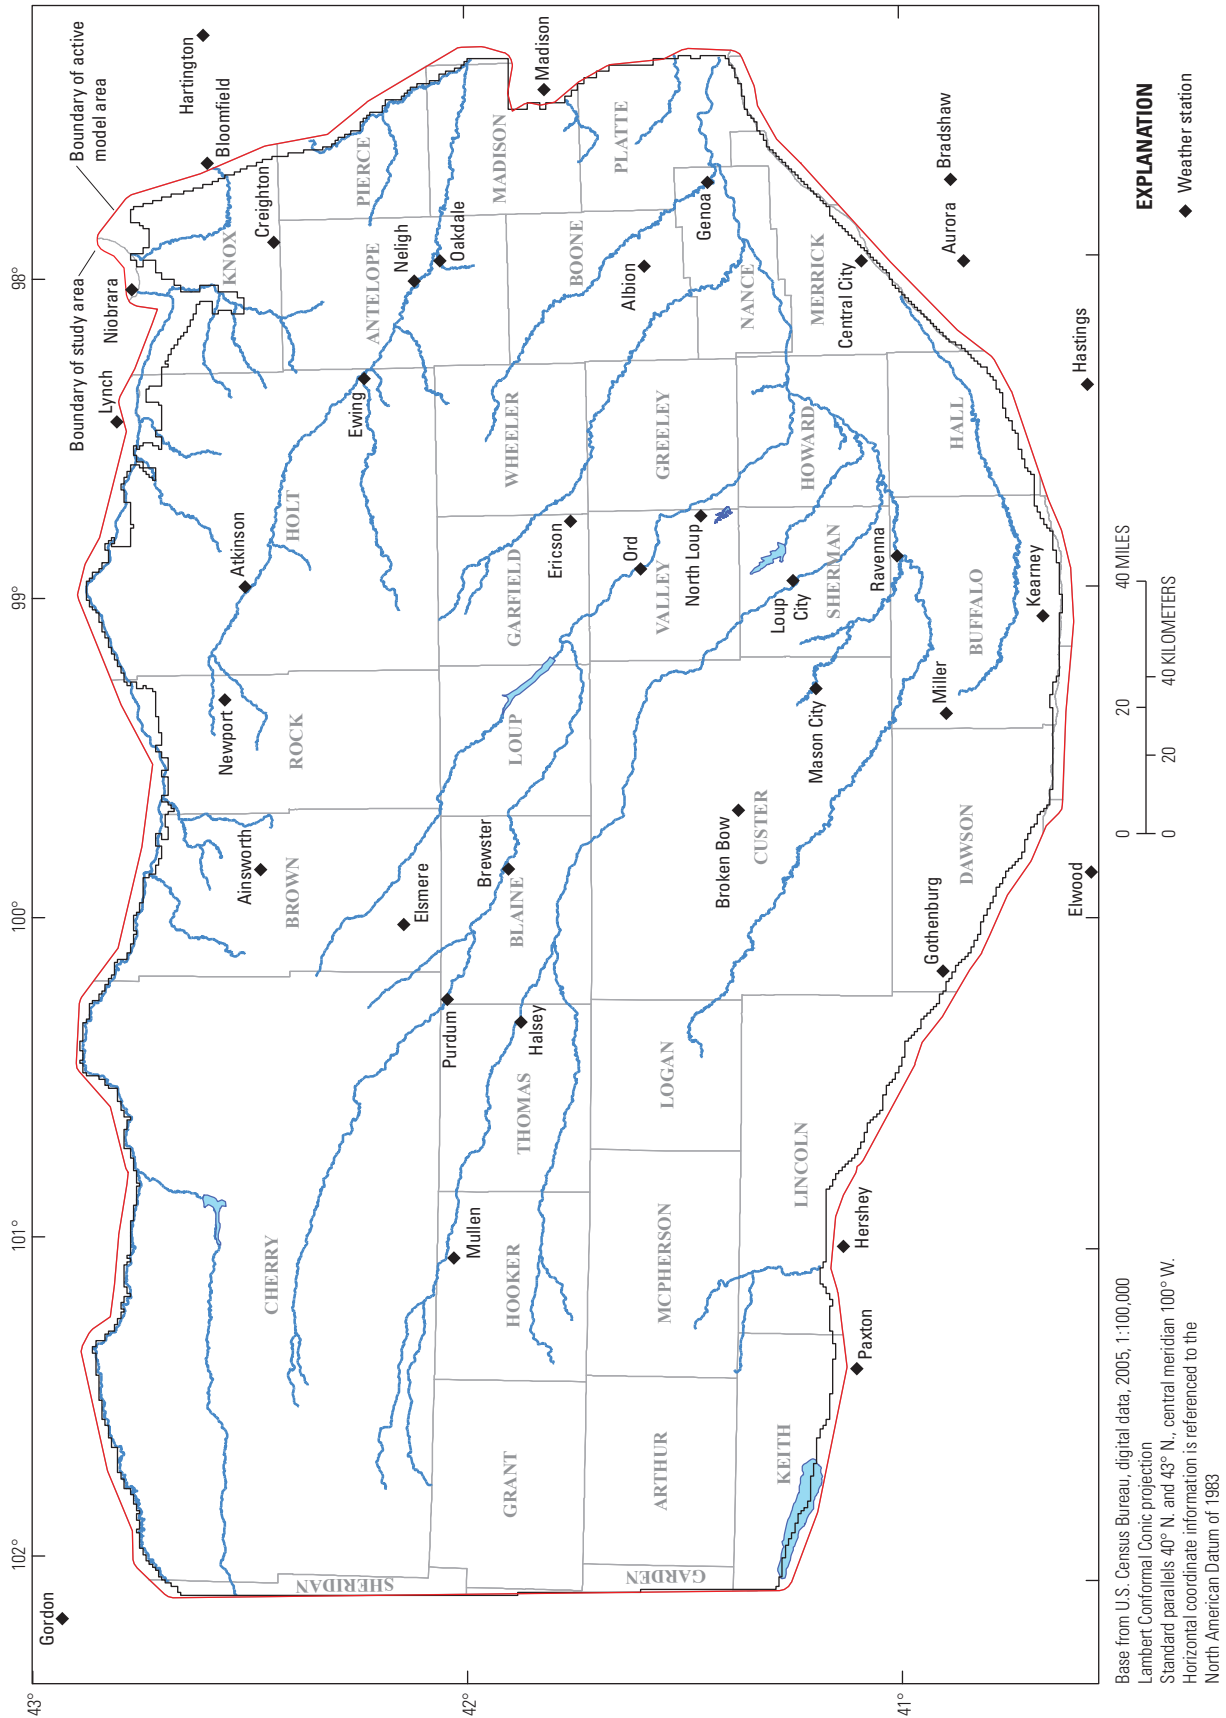 43°
42°
41°
102°
101°
100°
99°
98°
Gordon
Boundary of study area
Boundary of active
model area
Hartington
Bloomfield
Lynch
Niobrara
Creighton
KNOX
PIERCE
Ainsworth
Newport
Atkinson
HOLT
CHERRY
BROWN
ROCK
SHERIDAN
Elsmere
Ewing
Neligh
ANTELOPE
Oakdale
Purdum
Mullen
MADISON
Madison
GRANT
HOOKER
THOMAS
Halsey
BLAINE
Brewster
LOUP
GARFIELD
Ericson
WHEELER
BOONE
Albion
PLATTE
GARDEN
ARTHUR
MCPHERSON
LOGAN
Ord
VALLEY
North Loup
GREELEY
Genoa
NANCE
Broken Bow
CUSTER
KEITH
LINCOLN
Mason City
Loup
City
SHERMAN
HOWARD
MERRICK
Central City
Ravenna
Paxton
Hershey
Gothenburg
DAWSON
Miller
BUFFALO
Kearney
HALL
Aurora
Bradshaw
Elwood
Hastings
0 20 40 MILES
0 20 40 KILOMETERS
EXPLANATION
Weather station
Base from U.S. Census Bureau, digital data, 2005, 1:100,000
Lambert Conformal Conic projection
Standard parallels 40° N. and 43° N., central meridian 100° W.
Horizontal coordinate information is referenced to the
North American Datum of 1983